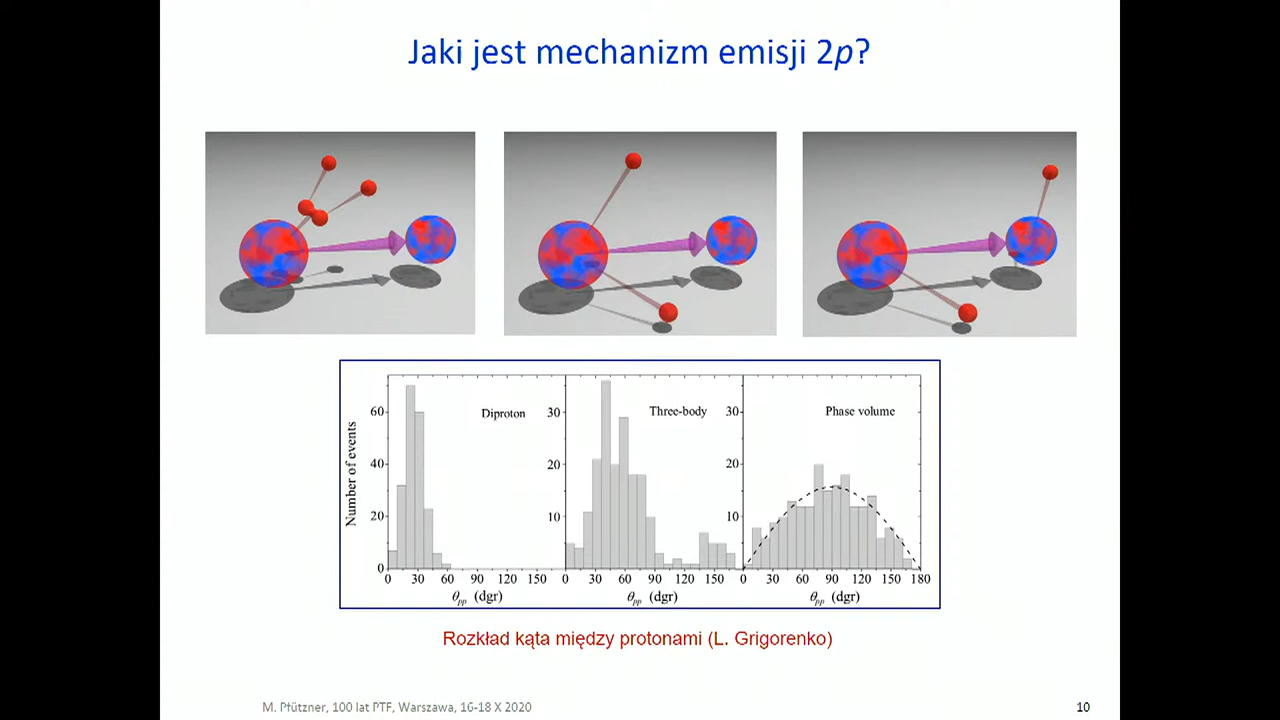 Jaki jest mechanizm emisji 2p?
Number of events
60
40
20
0
Diproton
0 30 60 90 120 150
θpp (dgr)
30
20
10
Three-body
0 30 60 90 120 150
θpp (dgr)
30
20
10
Phase volume
0 30 60 90 120 150 180
θpp (dgr)
Rozkład kąta między protonami (L. Grigorenko)
M. Pfützner, 100 lat PTF, Warszawa, 16-18 X 2020
10